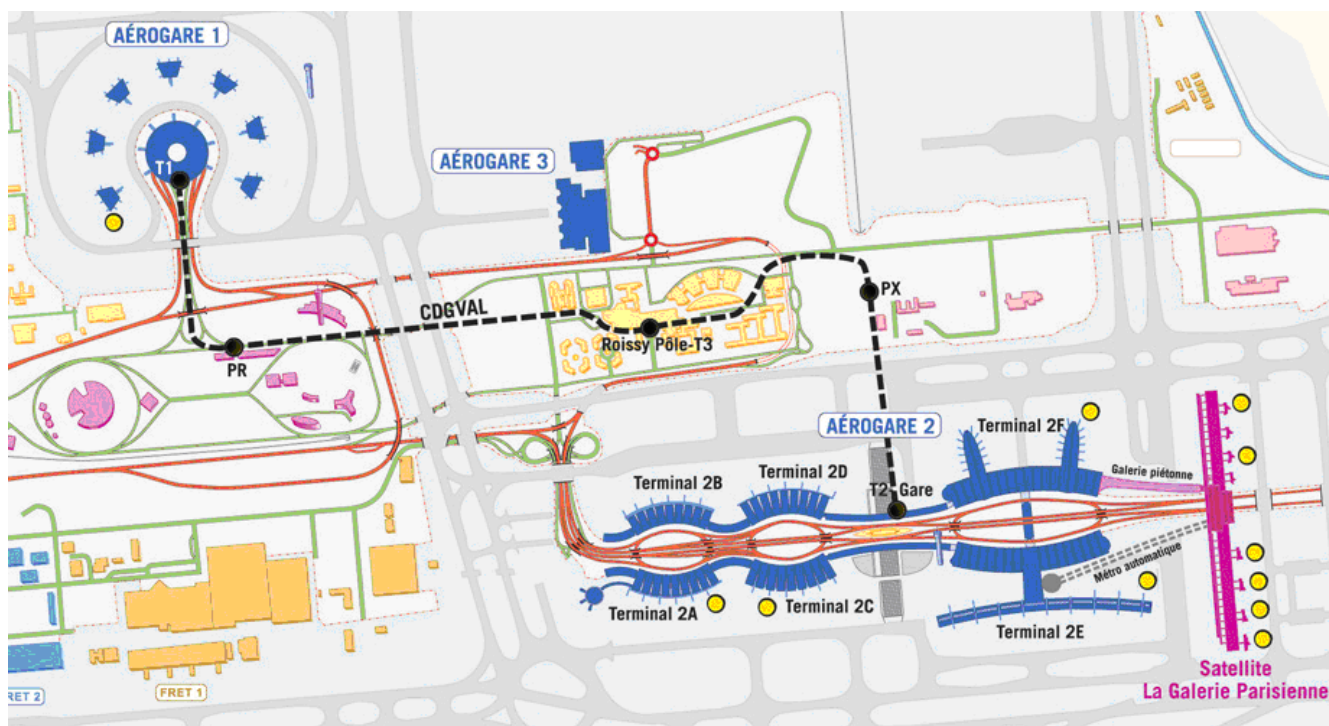 AÉROGARE 1
T1
AÉROGARE 3
CDGVAL
PX
Roissy Pôle-T3
PR
AÉROGARE 2
Terminal 2F
Terminal 2D
Terminal 2B
Galerie piétonne
T2-Gare
Métro automatique
Terminal 2A
Terminal 2C
Terminal 2E
Satellite
La Galerie Parisienne
RET 2
FRET 1